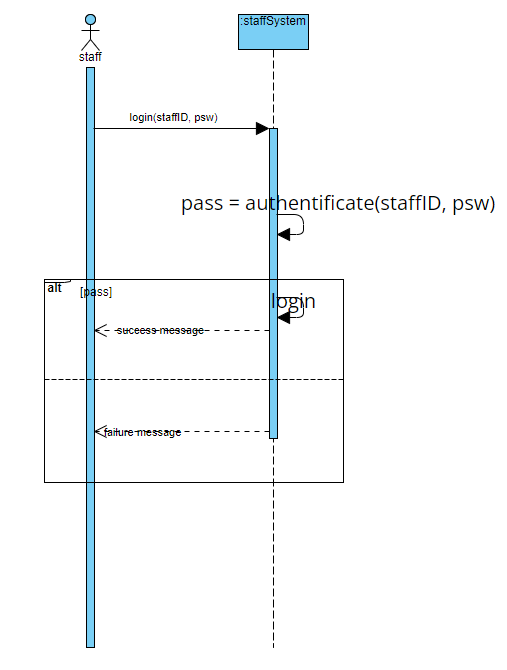 :staffSystem
staff
login(staffID, psw)
pass = authentificate(staffID, psw)
alt
[pass]
login
success message
failure message